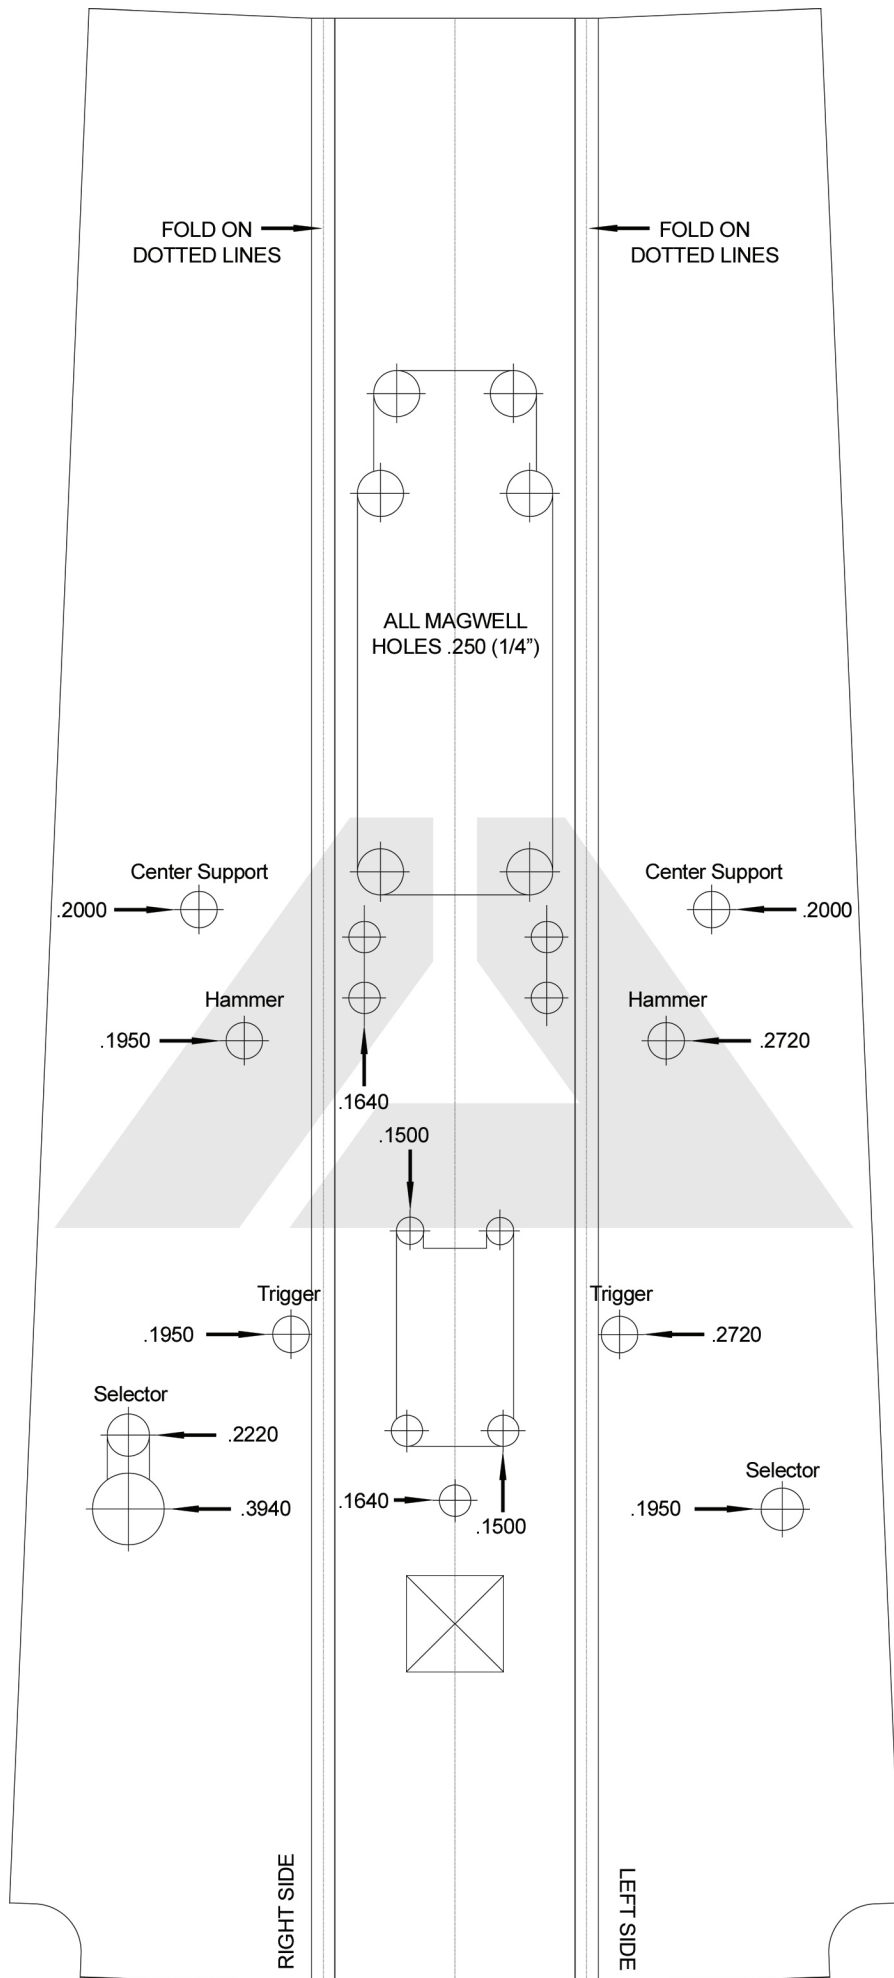 FOLD ON
DOTTED LINES
FOLD ON
DOTTED LINES
ALL MAGWELL
HOLES .250 (1/4”)
Center Support
Center Support
.2000
.2000
Hammer
Hammer
.1950
.2720
.1640
.1500
Trigger
Trigger
.1950
.2720
Selector
.2220
Selector
.1640
.3940
.1950
.1500
RIGHT SIDE
LEFT SIDE